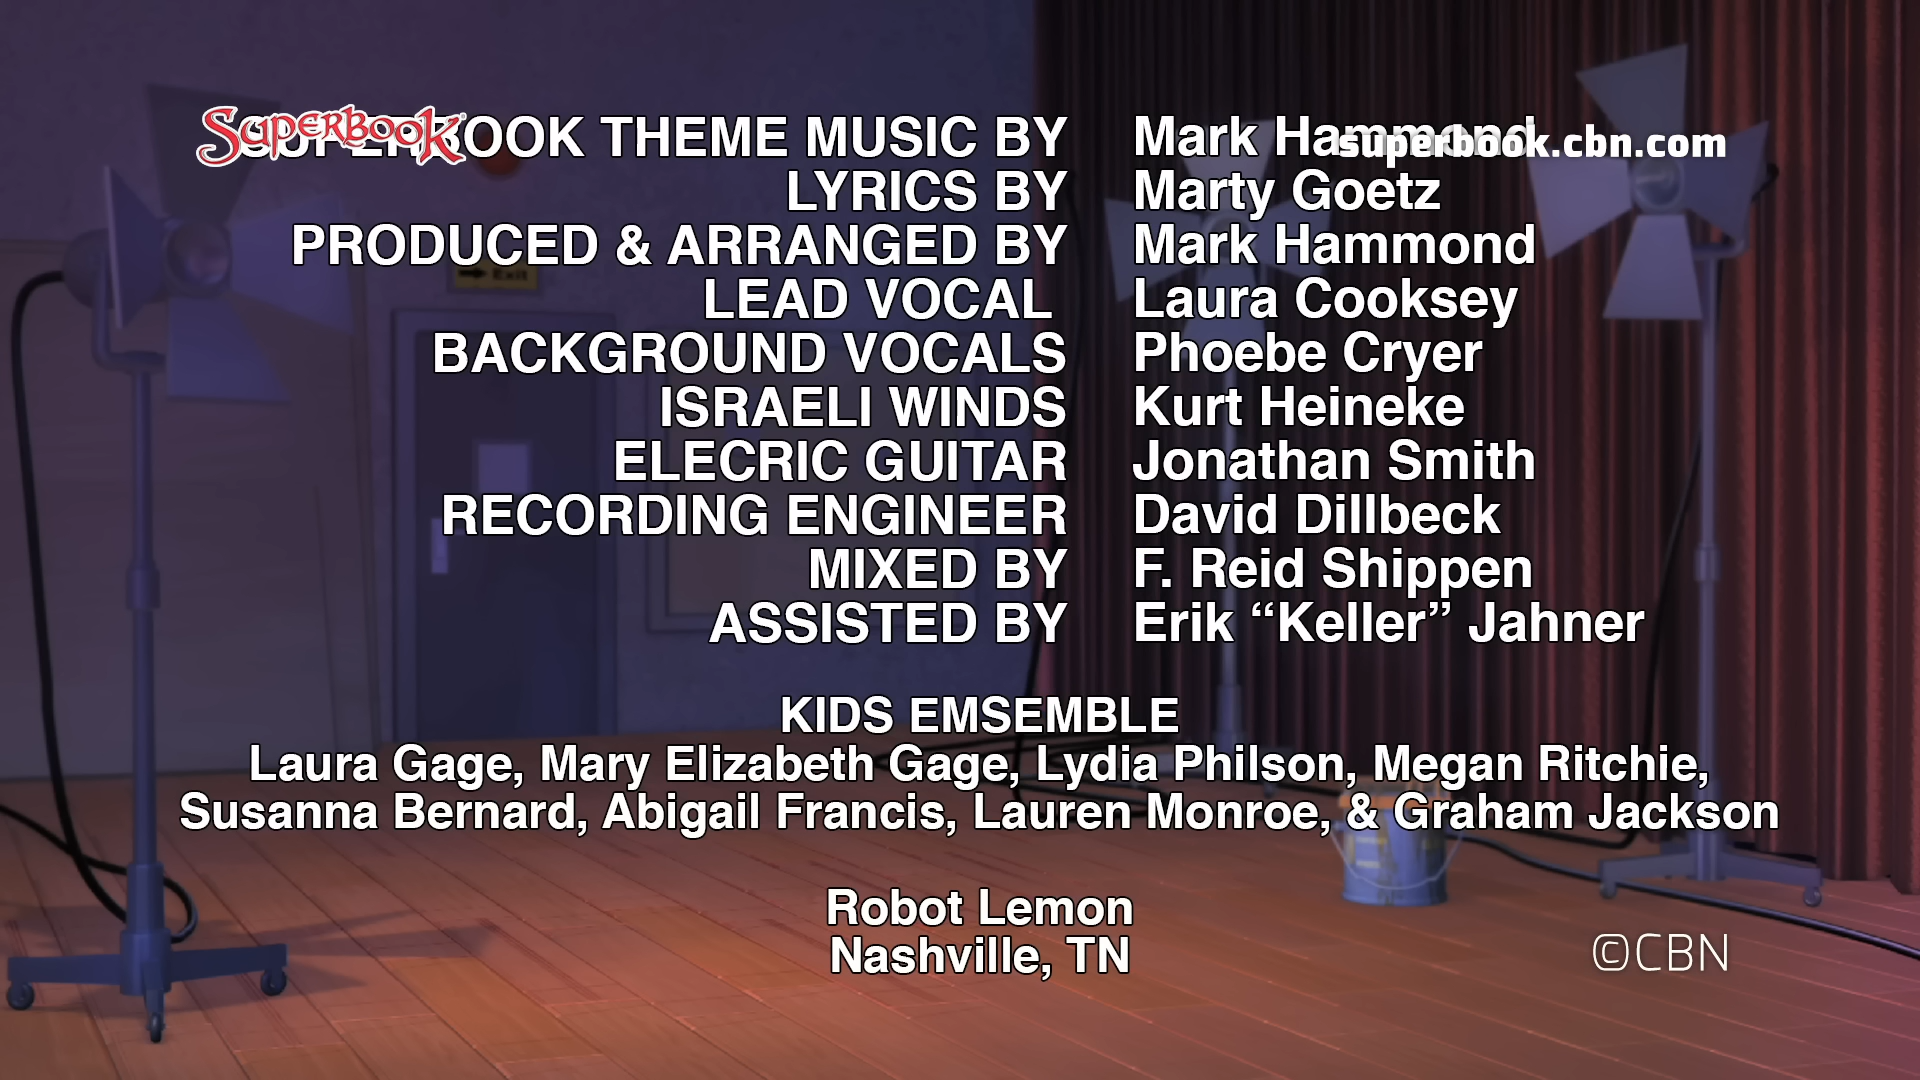 Superbook
SUPERBOOK THEME MUSIC BY Mark Hammond
superbook.cbn.com
LYRICS BY Marty Goetz
PRODUCED & ARRANGED BY Mark Hammond
Exit
LEAD VOCAL Laura Cooksey
BACKGROUND VOCALS Phoebe Cryer
ISRAELI WINDS Kurt Heineke
ELECRIC GUITAR Jonathan Smith
RECORDING ENGINEER David Dillbeck
MIXED BY F. Reid Shippen
ASSISTED BY Erik “Keller” Jahner
KIDS EMSEMBLE
Laura Gage, Mary Elizabeth Gage, Lydia Philson, Megan Ritchie,
Susanna Bernard, Abigail Francis, Lauren Monroe, & Graham Jackson
Robot Lemon
Nashville, TN
©CBN